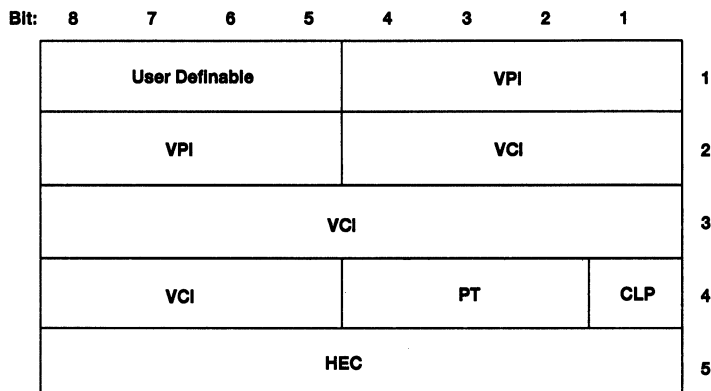 Bit: 8 7 6 5 4 3 2 1
User Definable VPI 1
VPI VCI 2
VCI 3
VCI PT CLP 4
HEC 5